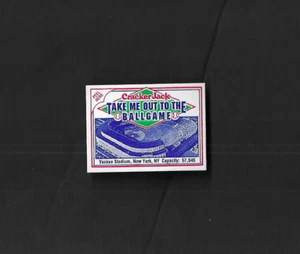 Cracker Jack
TAKE ME OUT TO THE
BALLGAME
Yankee Stadium, New York, NY Capacity: 57,545